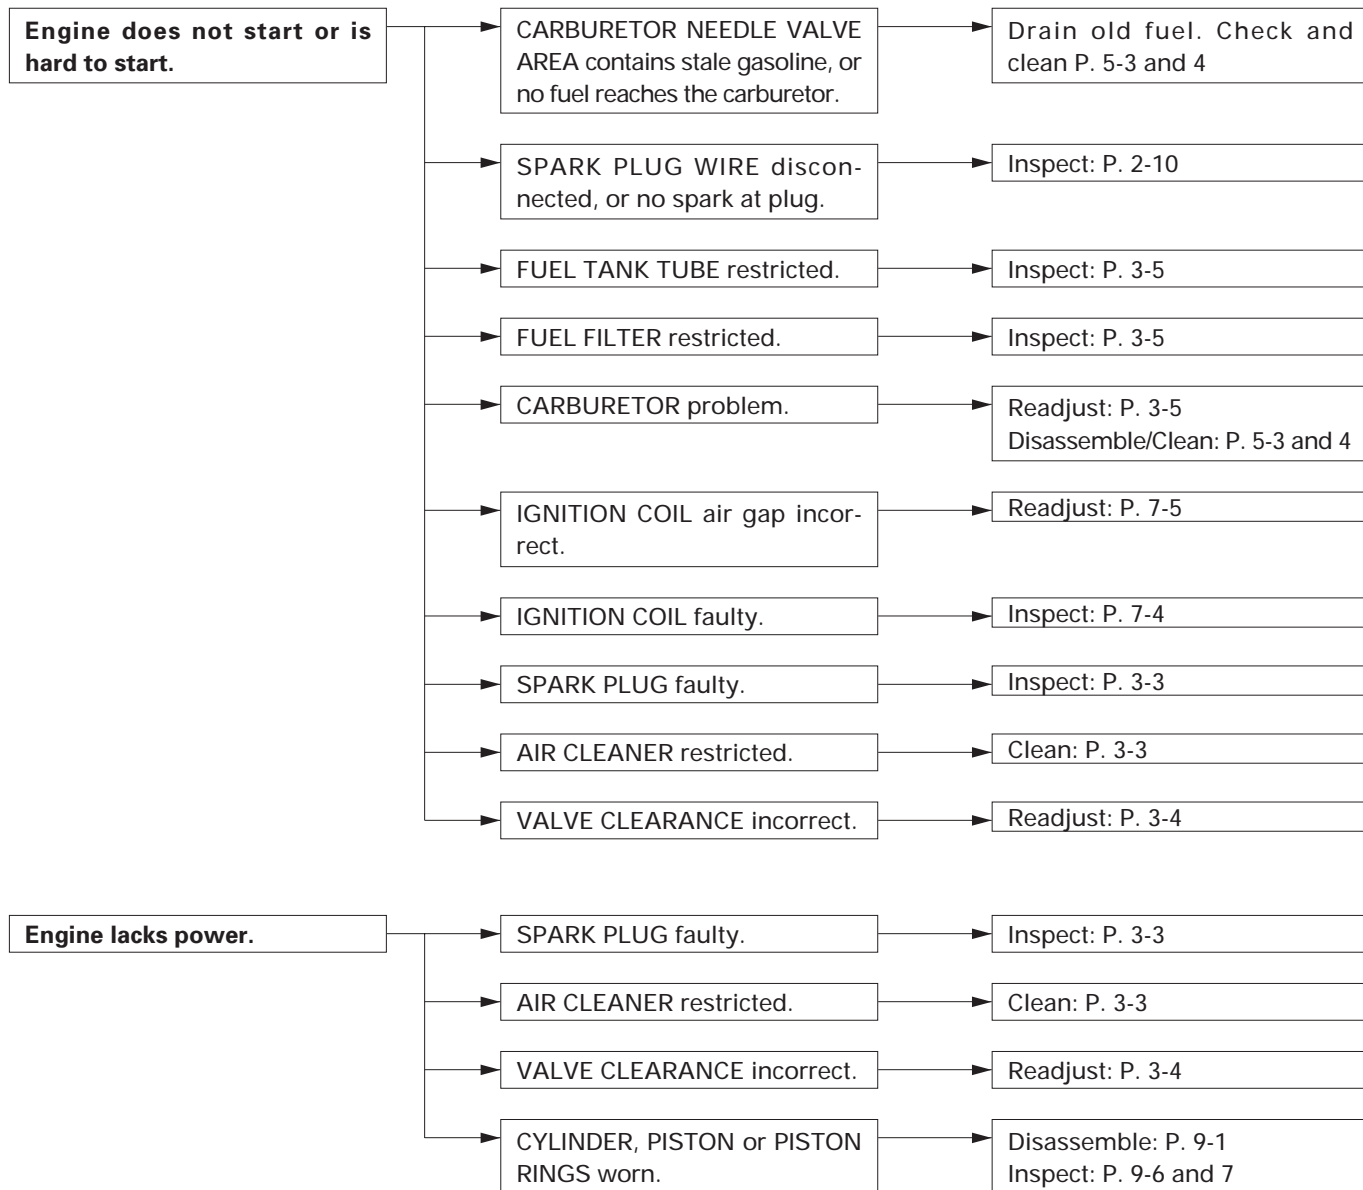 Engine does not start or is
hard to start.
CARBURETOR NEEDLE VALVE
AREA contains stale gasoline, or
no fuel reaches the carburetor.
Drain old fuel. Check and
clean P. 5-3 and 4
SPARK PLUG WIRE discon-
nected, or no spark at plug.
Inspect: P. 2-10
FUEL TANK TUBE restricted.
Inspect: P. 3-5
FUEL FILTER restricted.
Inspect: P. 3-5
CARBURETOR problem.
Readjust: P. 3-5
Disassemble/Clean: P. 5-3 and 4
IGNITION COIL air gap incor-
rect.
Readjust: P. 7-5
IGNITION COIL faulty.
Inspect: P. 7-4
SPARK PLUG faulty.
Inspect: P. 3-3
AIR CLEANER restricted.
Clean: P. 3-3
VALVE CLEARANCE incorrect.
Readjust: P. 3-4
Engine lacks power.
SPARK PLUG faulty.
Inspect: P. 3-3
AIR CLEANER restricted.
Clean: P. 3-3
VALVE CLEARANCE incorrect.
Readjust: P. 3-4
CYLINDER, PISTON or PISTON
RINGS worn.
Disassemble: P. 9-1
Inspect: P. 9-6 and 7